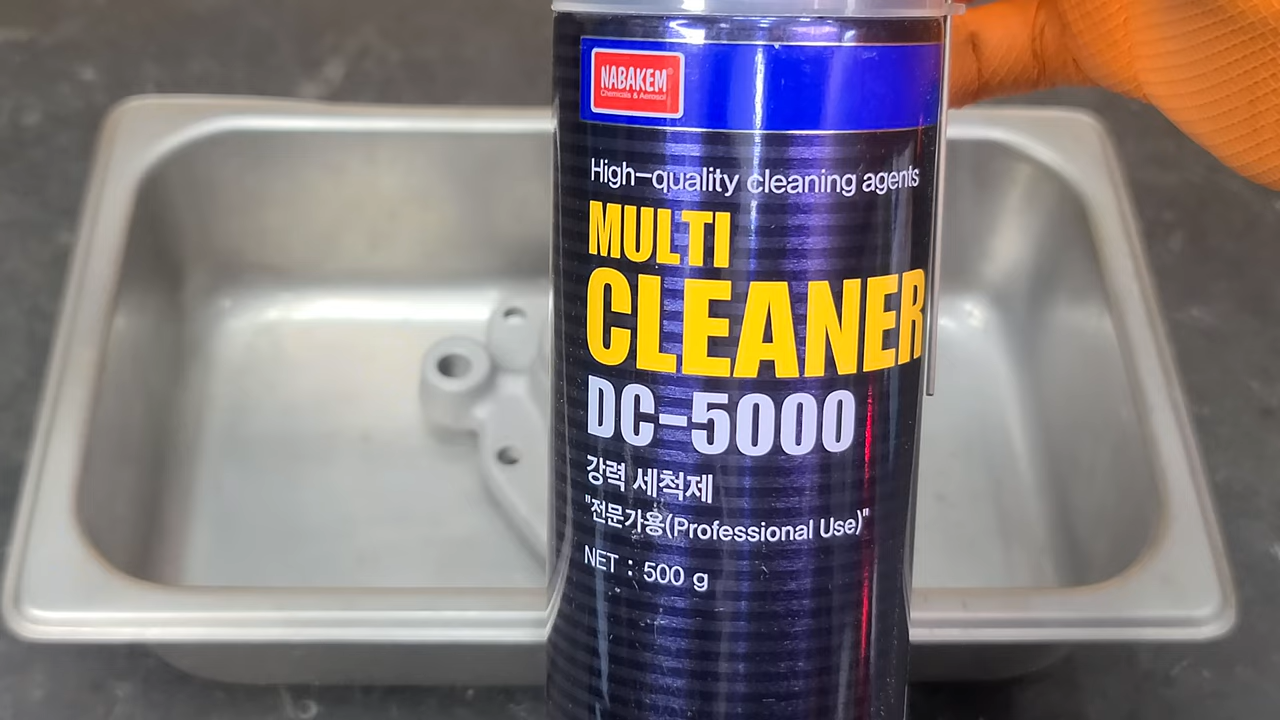 NABAKEM®
Chemicals & Aerosol
High-quality cleaning agents
MULTI
CLEANER
DC-5000
강력 세척제
"전문가용(Professional Use)"
NET : 500 g